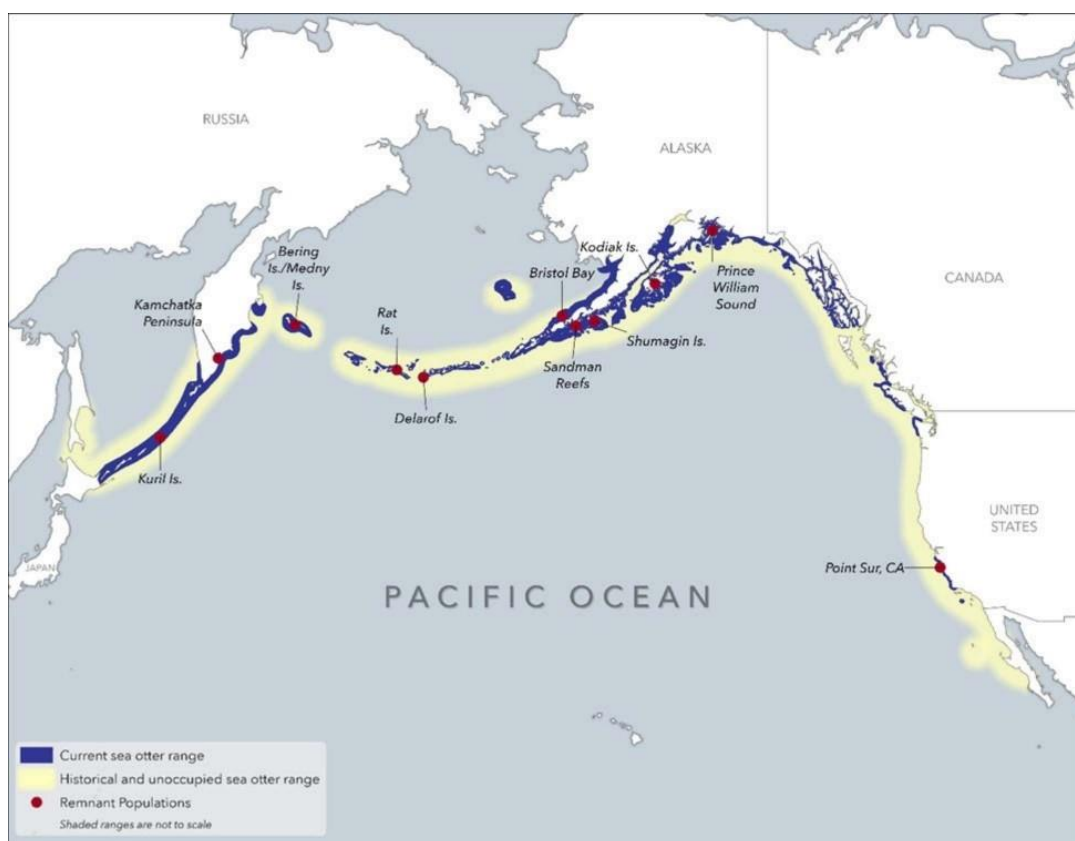 RUSSIA
ALASKA
CANADA
Bering
Is./Medny
Is.
Kamchatka
Peninsula
Kodiak Is.
Bristol Bay
Prince
William
Sound
Rat
Is.
Shumagin Is.
Sandman
Reefs
Delarof Is.
Kuril Is.
UNITED
STATES
JAPAN
Point Sur, CA
PACIFIC OCEAN
Current sea otter range
Historical and unoccupied sea otter range
Remnant Populations
Shaded ranges are not to scale